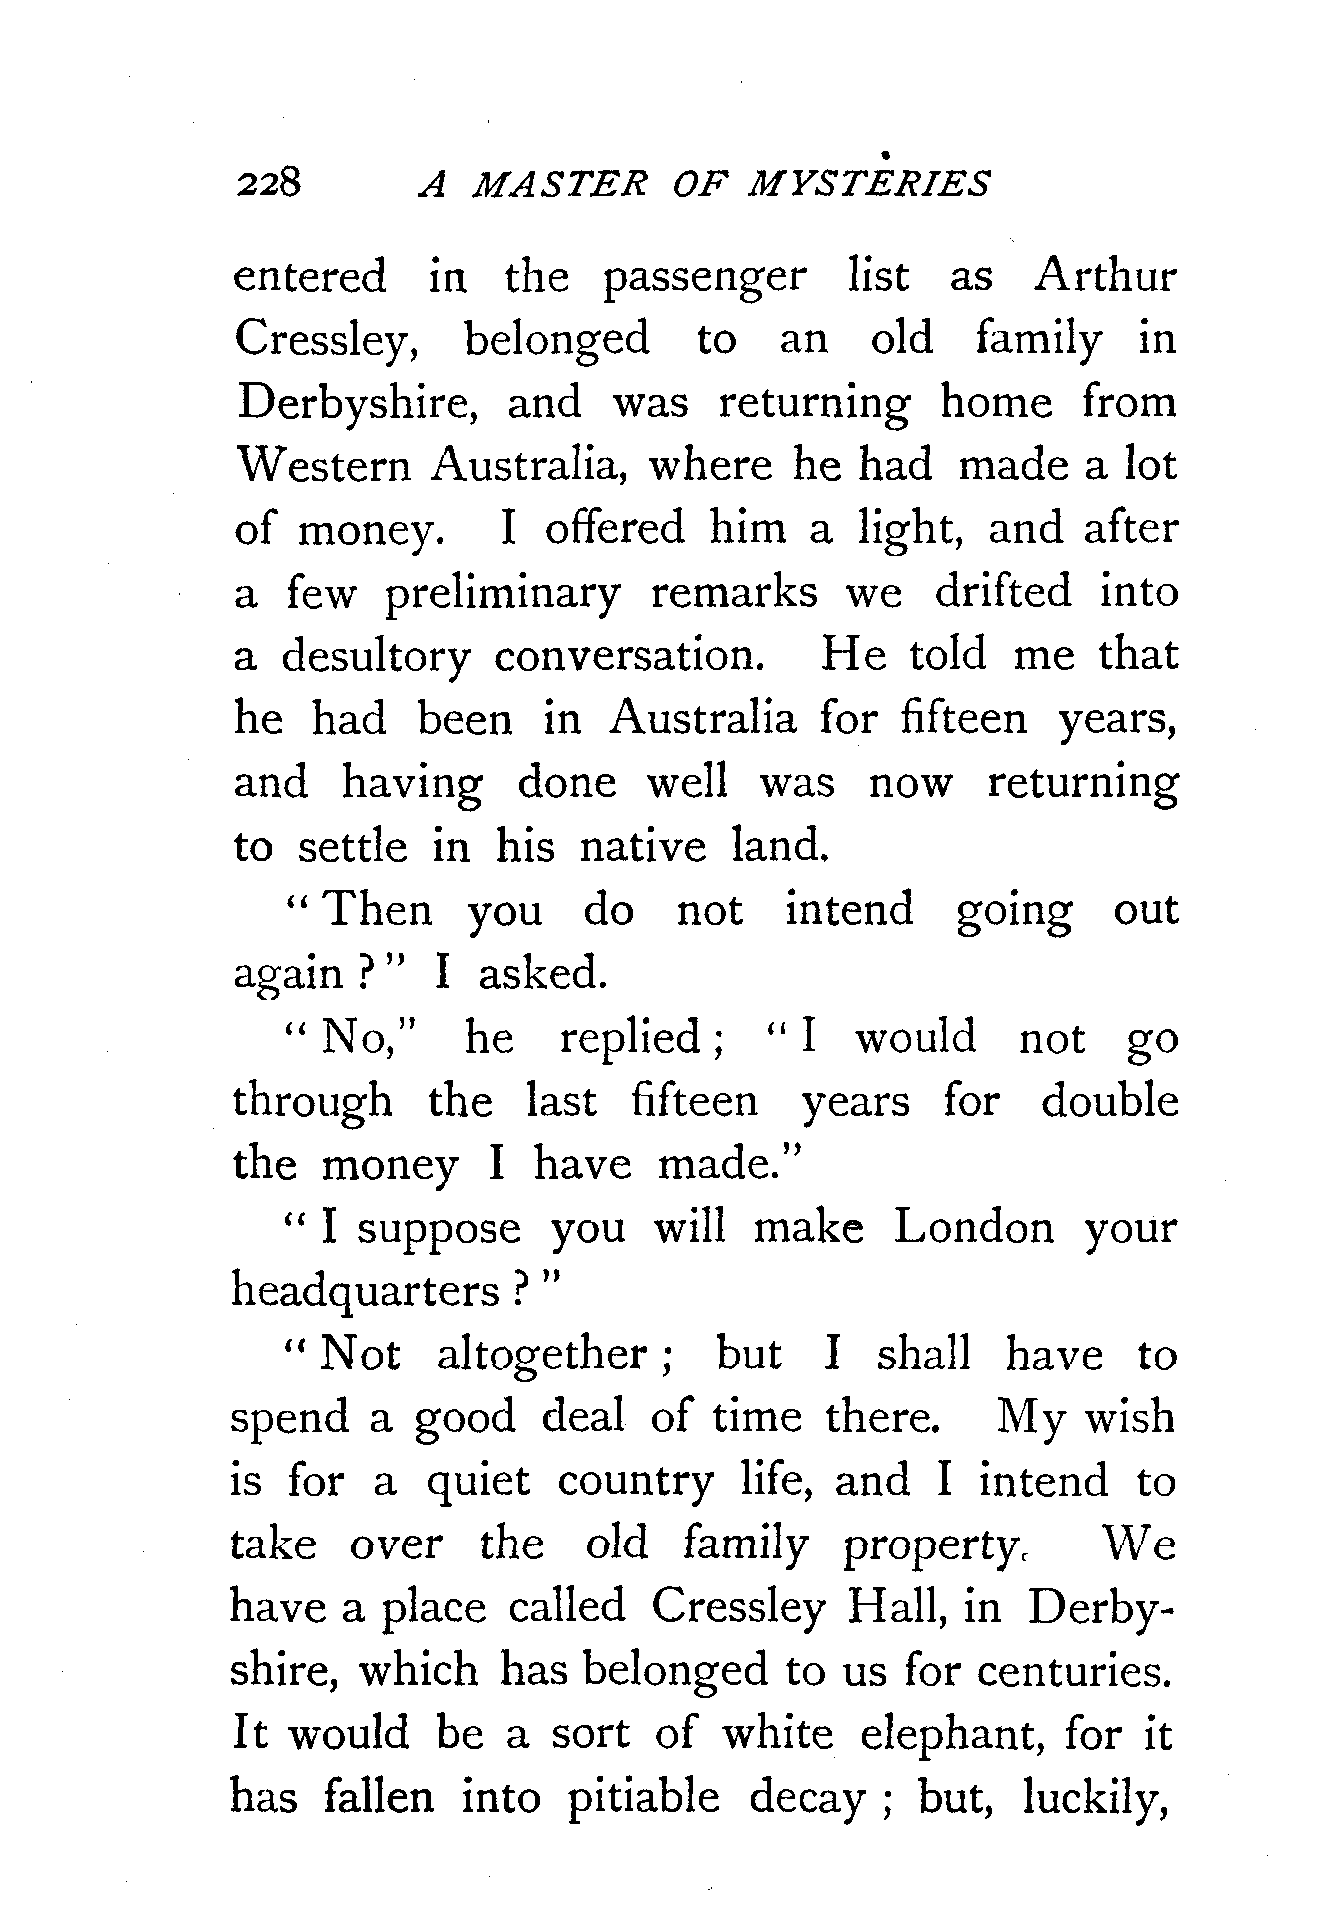 228 A MASTER OF MYSTERIES
entered in the passenger list as Arthur
Cressley, belonged to an old family in
Derbyshire, and was returning home from
Western Australia, where he had made a lot
of money. I offered him a light, and after
a few preliminary remarks we drifted into
a desultory conversation. He told me that
he had been in Australia for fifteen years,
and having done well was now returning
to settle in his native land.
"Then you do not intend going out
again?" I asked.
"No," he replied; "I would not go
through the last fifteen years for double
the money I have made."
"I suppose you will make London your
headquarters?"
"Not altogether; but I shall have to
spend a good deal of time there. My wish
is for a quiet country life, and I intend to
take over the old family property. We
have a place called Cressley Hall, in Derby-
shire, which has belonged to us for centuries.
It would be a sort of white elephant, for it
has fallen into pitiable decay; but, luckily,